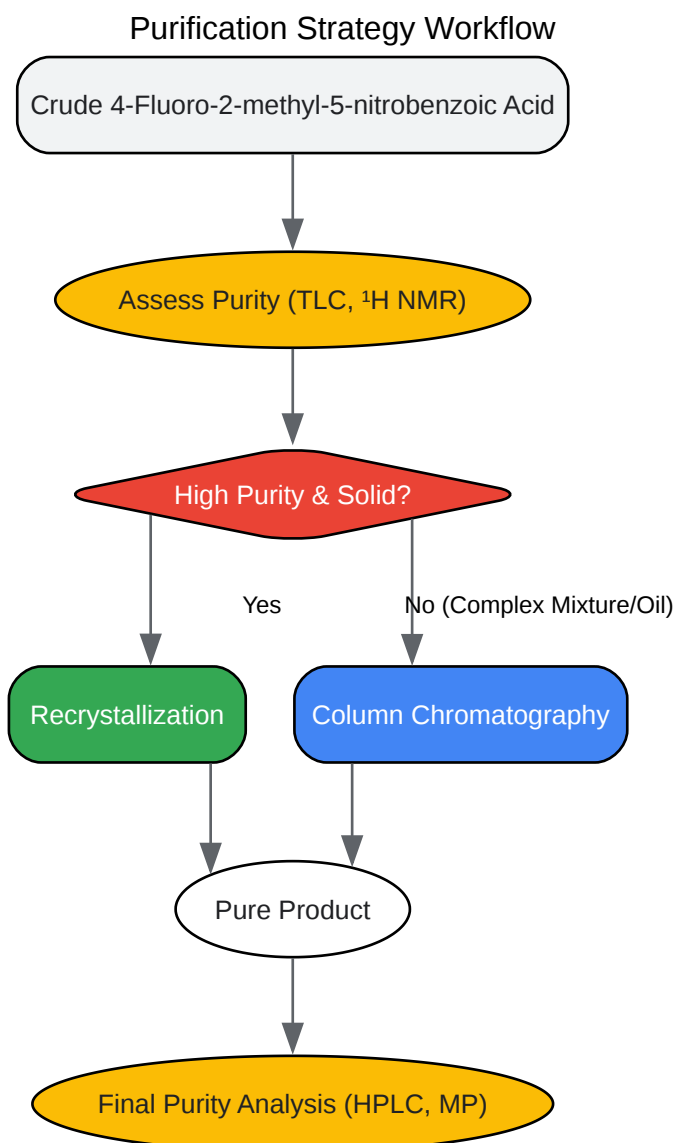 Purification Strategy Workflow
Crude 4-Fluoro-2-methyl-5-nitrobenzoic Acid
Assess Purity (TLC, ¹H NMR)
High Purity & Solid?
Yes
No (Complex Mixture/Oil)
Recrystallization
Column Chromatography
Pure Product
Final Purity Analysis (HPLC, MP)